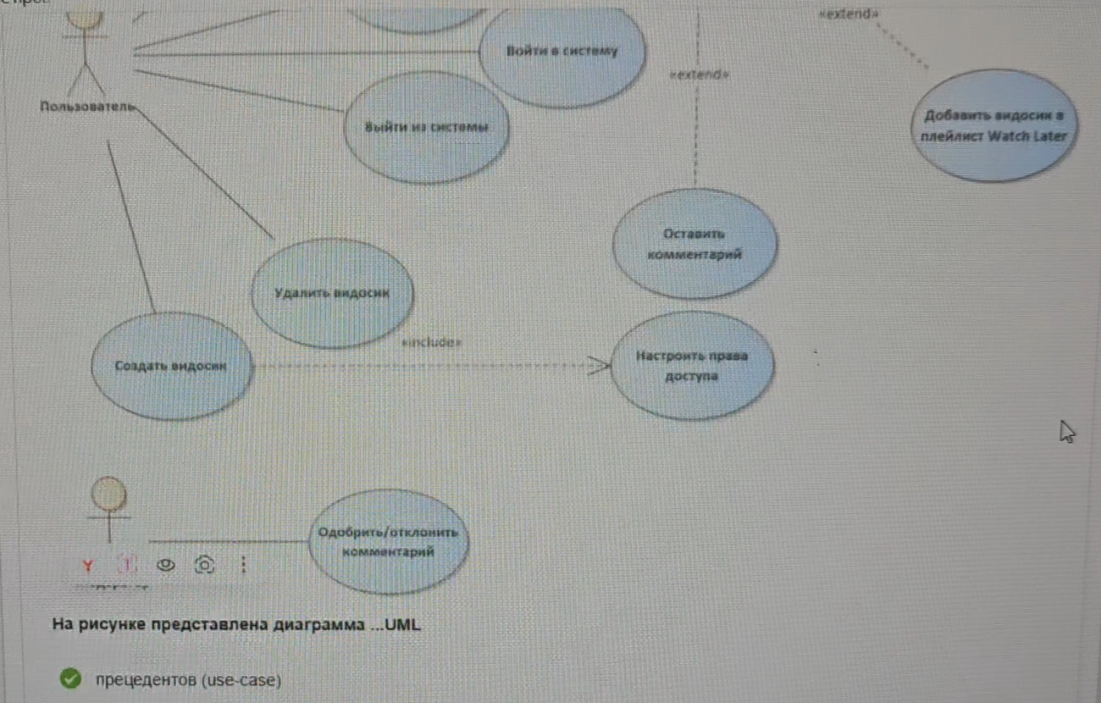 «extend»
Войти в систему
«extend»
Пользователь
Выйти из системы
Добавить видосик в
плейлист Watch Later
Оставить
комментарий
Удалить видосик
«include»
Создать видосик
Настроить права
доступа
Одобрить/отклонить
комментарий
На рисунке представлена диаграмма ...UML
прецедентов (use-case)